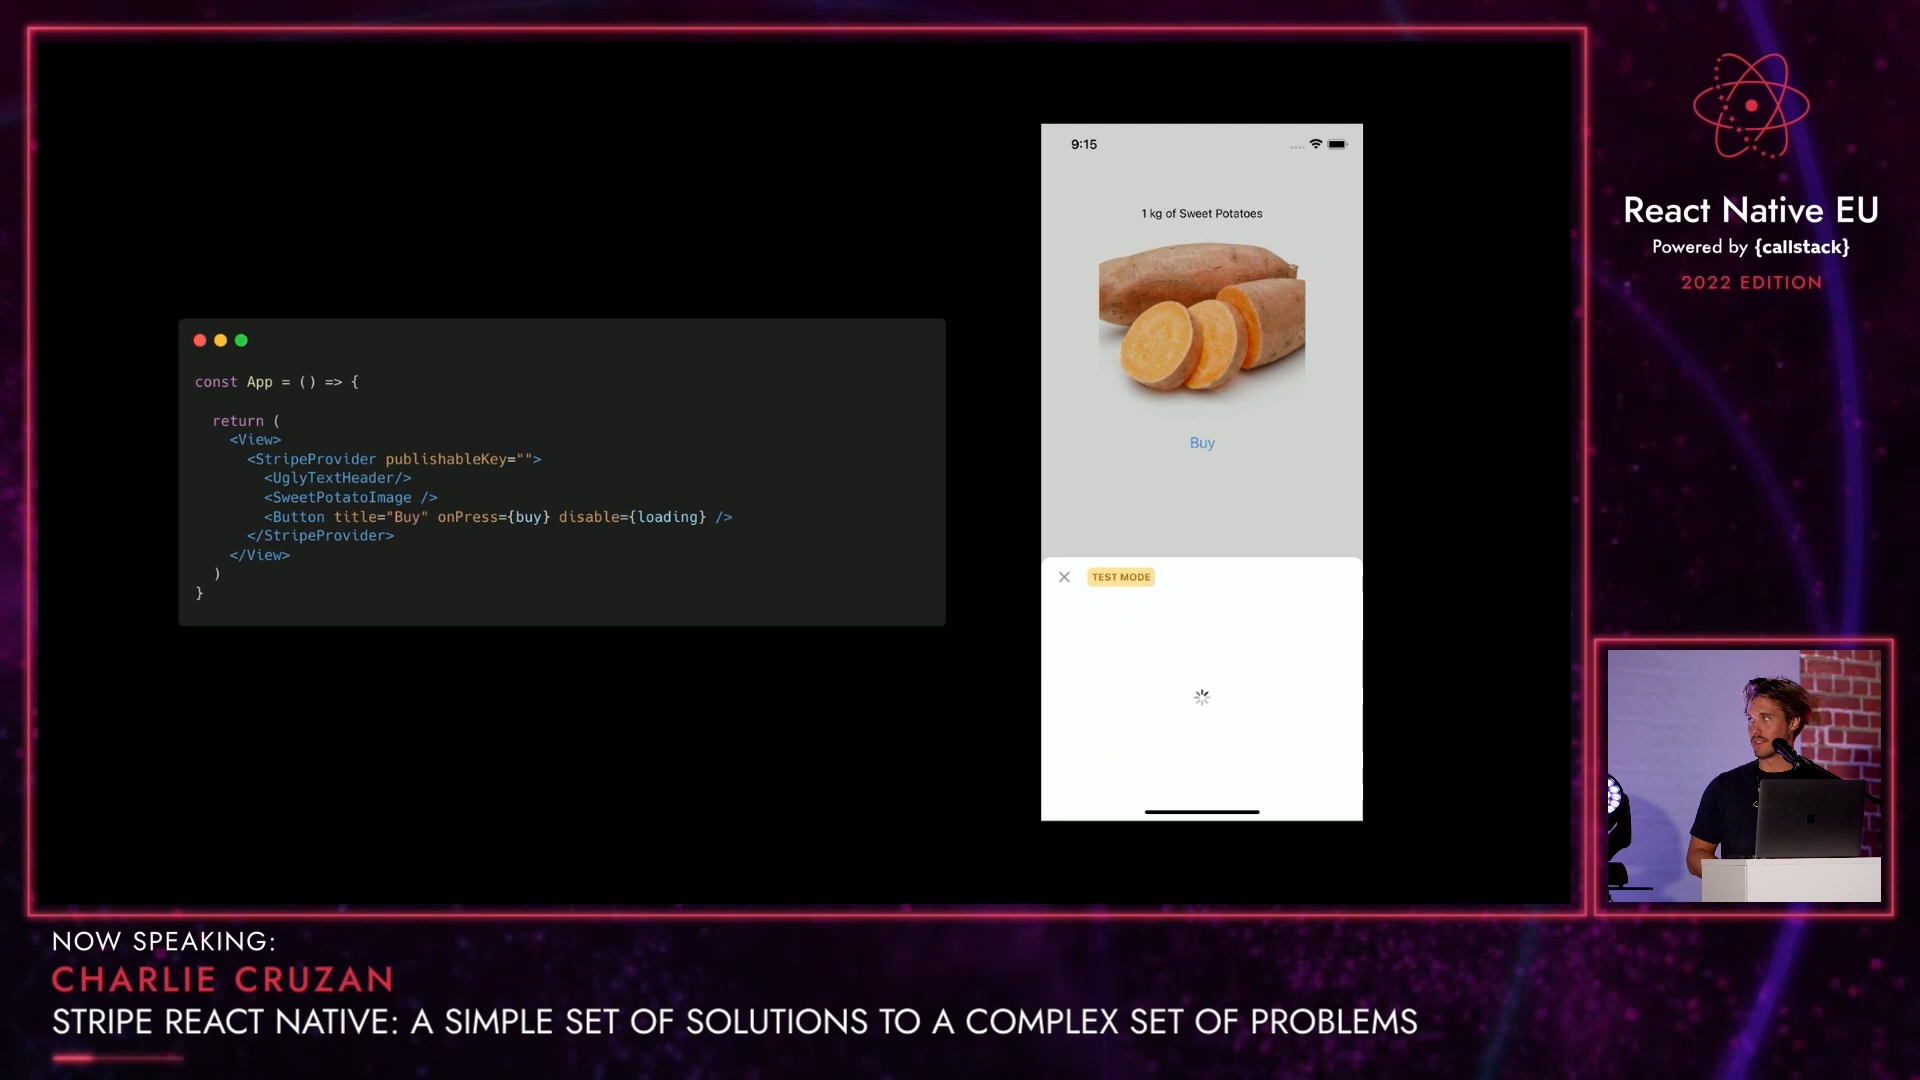 const App = () => {
return (
<View>
<StripeProvider publishableKey="">
<UglyTextHeader/>
<SweetPotatoImage />
<Button title="Buy" onPress={buy} disable={loading} />
</StripeProvider>
</View>
)
}
9:15
1 kg of Sweet Potatoes
Buy
TEST MODE
React Native EU
Powered by {callstack}
2022 EDITION
NOW SPEAKING:
CHARLIE CRUZAN
STRIPE REACT NATIVE: A SIMPLE SET OF SOLUTIONS TO A COMPLEX SET OF PROBLEMS